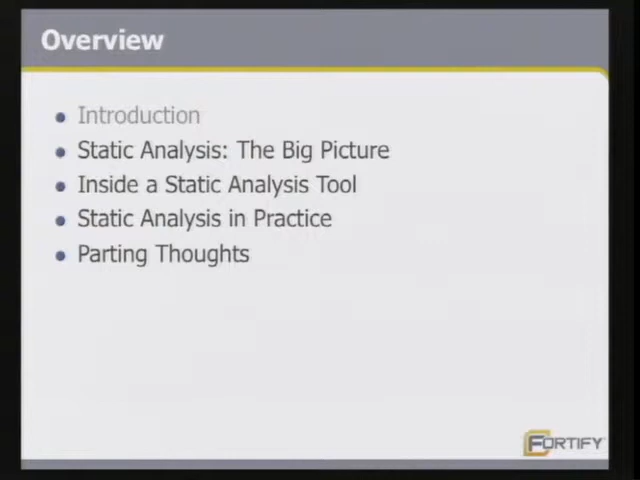 Overview
Introduction
Static Analysis: The Big Picture
Inside a Static Analysis Tool
Static Analysis in Practice
Parting Thoughts
FORTIFY